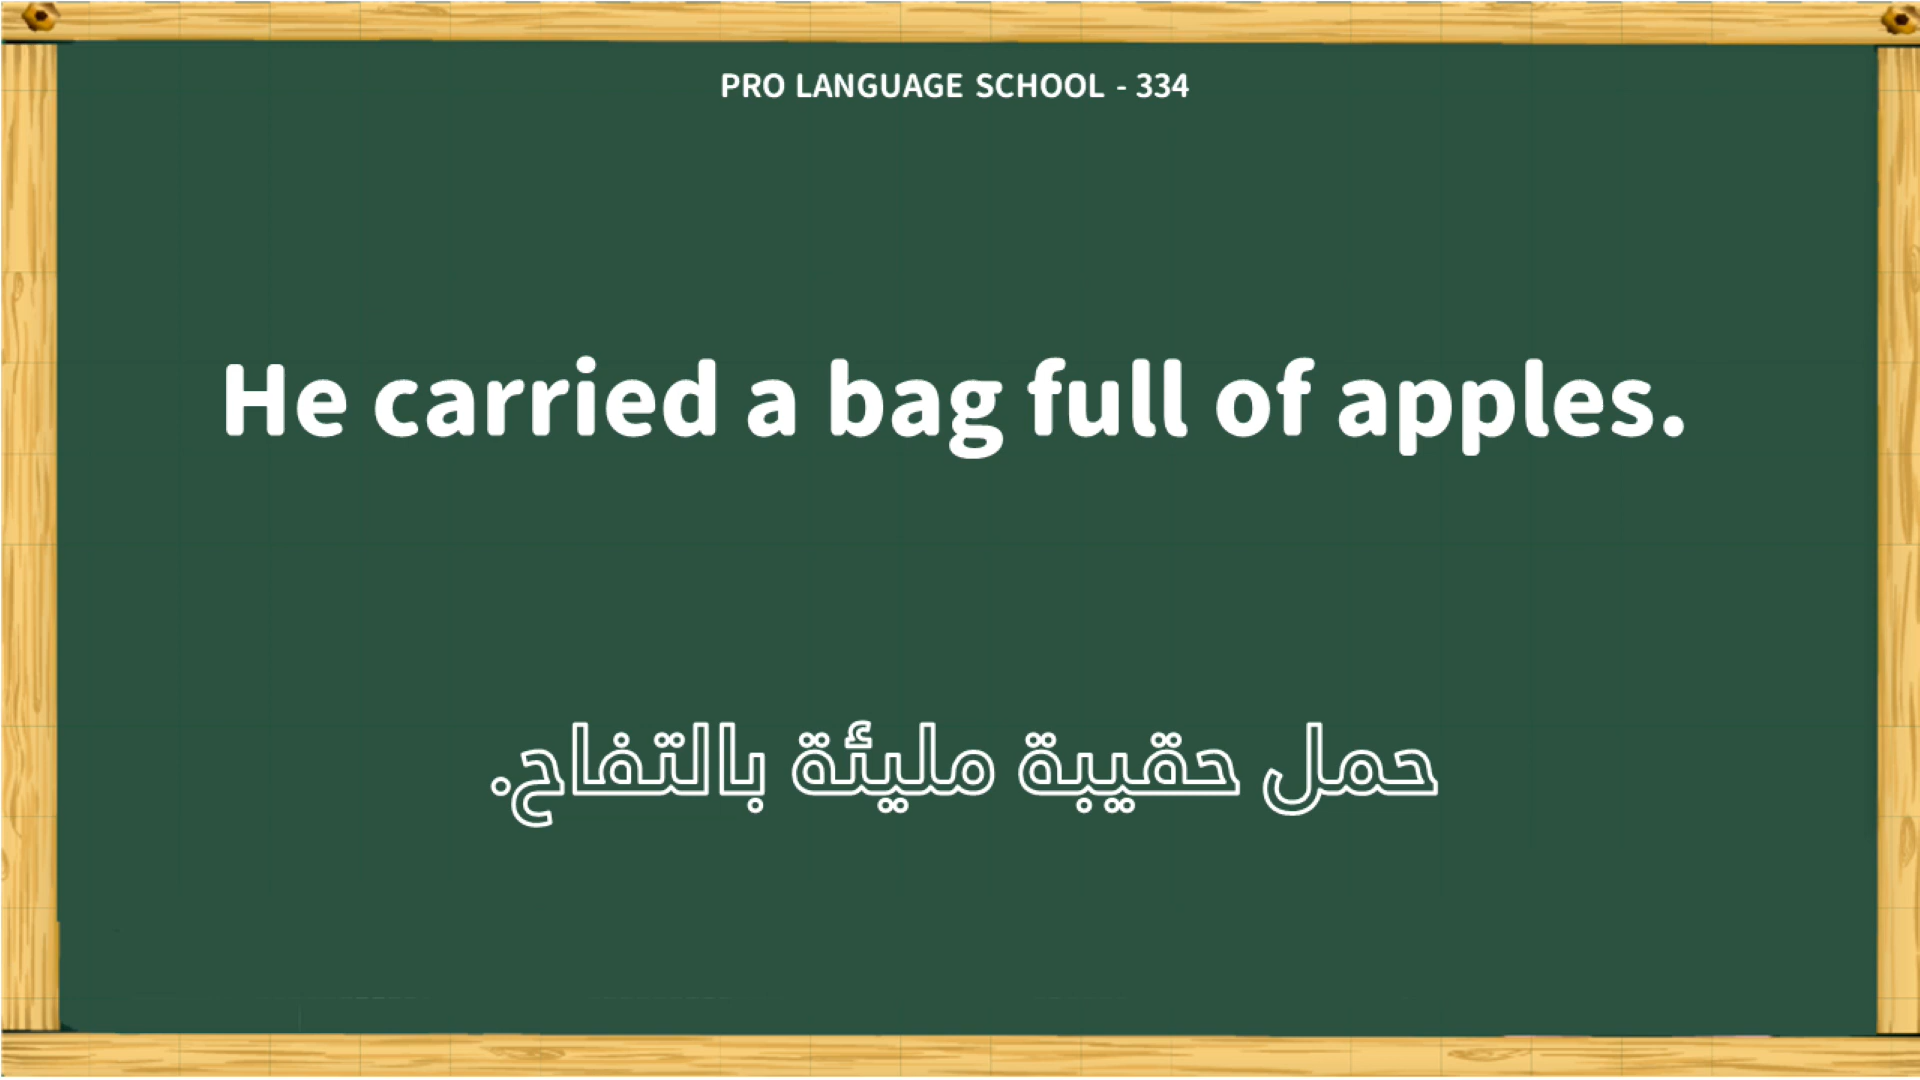 PRO LANGUAGE SCHOOL - 334
He carried a bag full of apples.
حمل حقيبة مليئة بالتفاح.